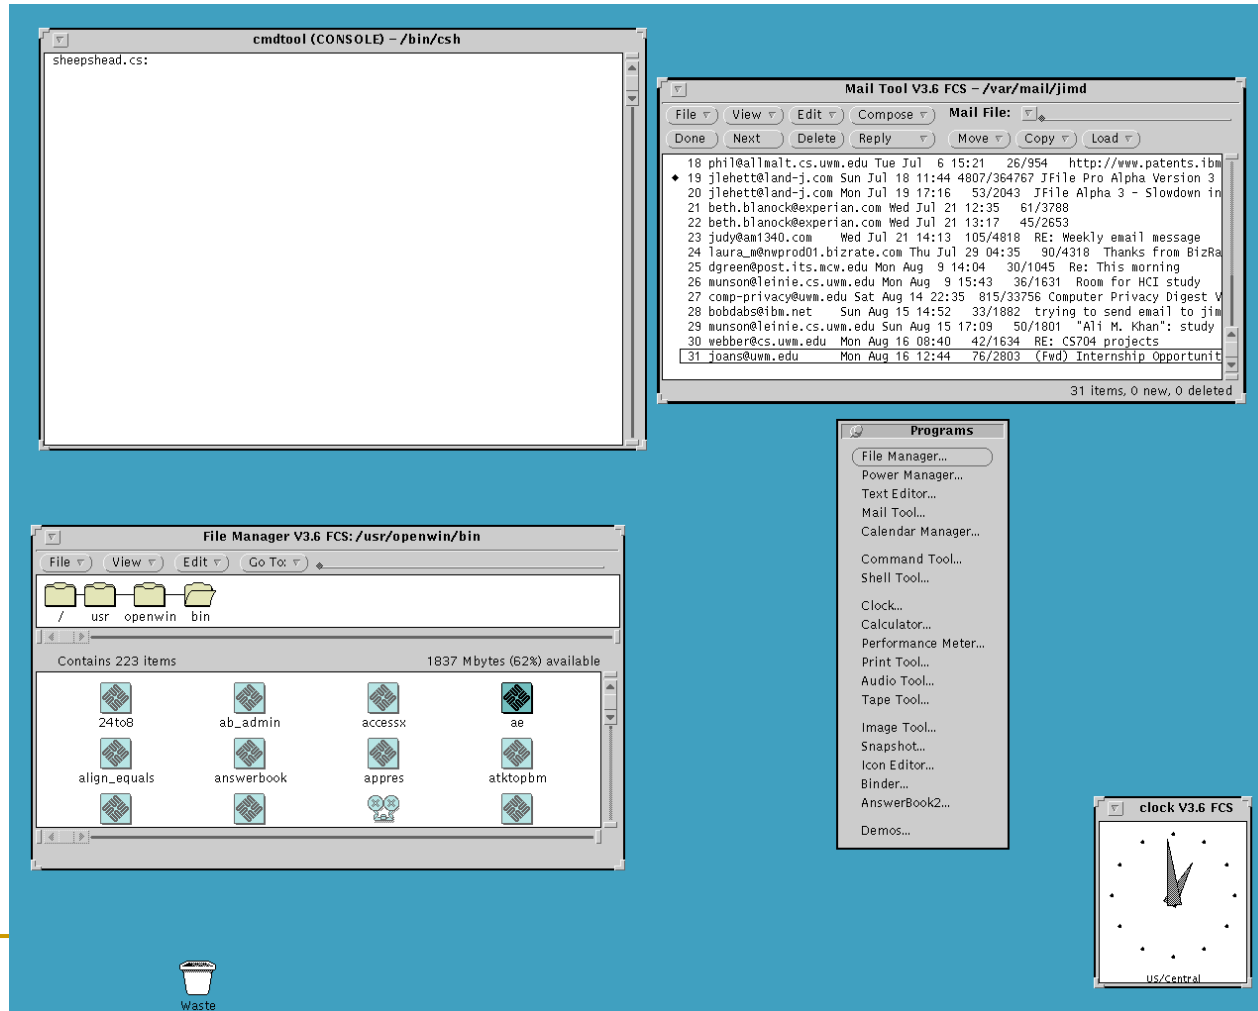 cmdtool (CONSOLE) - /bin/csh
sheepshead.cs:
Mail Tool V3.6 FCS - /var/mail/jimd
File View Edit Compose Mail File:
Done Next Delete Reply Move Copy Load
18 phil@allmalt.cs.uwm.edu Tue Jul 6 15:21 26/954 http://www.patents.ibm
19 jlehett@land-j.com Sun Jul 18 11:44 4807/364767 JFile Pro Alpha Version 3
20 jlehett@land-j.com Mon Jul 19 17:16 53/2043 JFile Alpha 3 - Slowdown in
21 beth.blanock@experian.com Wed Jul 21 12:35 61/3788
22 beth.blanock@experian.com Wed Jul 21 13:17 45/2653
23 judy@am1340.com Wed Jul 21 14:13 105/4818 RE: Weekly email message
24 laura_m@nwprod01.bizrate.com Thu Jul 29 04:35 90/4318 Thanks from BizRa
25 dgreen@post.its.mcw.edu Mon Aug 9 14:04 30/1045 Re: This morning
26 munson@leinie.cs.uwm.edu Mon Aug 9 15:43 36/1631 Room for HCI study
27 comp-privacy@uwm.edu Sat Aug 14 22:35 815/33756 Computer Privacy Digest V
28 bobdabs@ibm.net Sun Aug 15 14:52 33/1882 trying to send email to jim
29 munson@leinie.cs.uwm.edu Sun Aug 15 17:09 50/1801 "Ali M. Khan": study
30 webber@cs.uwm.edu Mon Aug 16 08:40 42/1634 RE: CS704 projects
31 joans@uwm.edu Mon Aug 16 12:44 76/2803 (Fwd) Internship Opportunit
31 items, 0 new, 0 deleted
Programs
File Manager...
Power Manager...
Text Editor...
Mail Tool...
Calendar Manager...
Command Tool...
Shell Tool...
Clock...
Calculator...
Performance Meter...
Print Tool...
Audio Tool...
Tape Tool...
Image Tool...
Snapshot...
Icon Editor...
Binder...
AnswerBook2...
Demos...
File Manager V3.6 FCS: /usr/openwin/bin
File View Edit Go To:
/ usr openwin bin
Contains 223 items 1837 Mbytes (62%) available
24to8 ab_admin accessx ae
align_equals answerbook appres atktopbm
clock V3.6 FCS
US/Central
Waste